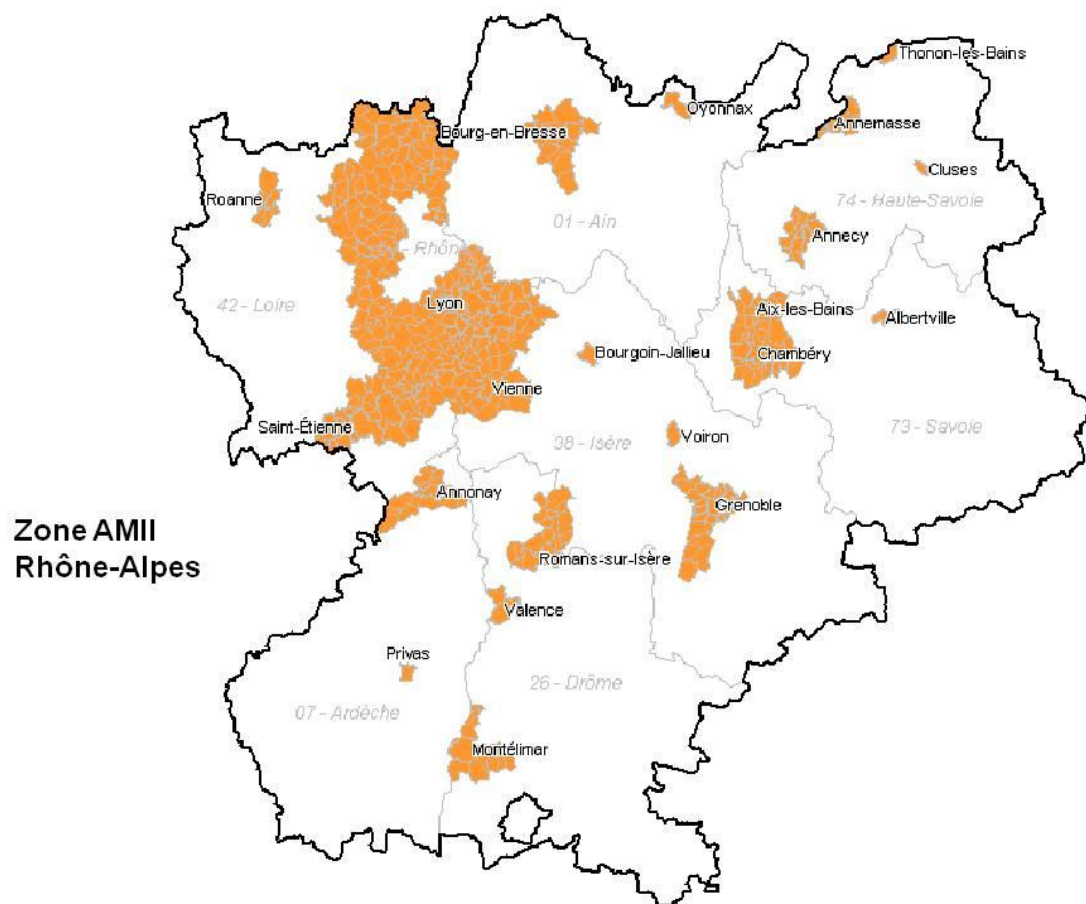 Thonon-les-Bains
Oyonnax
Annemasse
Bourg-en-Bresse
Cluses
Roanne
74 - Haute-Savoie
01 - Ain
Annecy
Rhône
42 - Loire
Lyon
Aix-les-Bains
Albertville
Bourgoin-Jallieu
Chambéry
Vienne
Saint-Étienne
73 - Savoie
38 - Isère
Voiron
Annonay
Grenoble
Zone AMII
Rhône-Alpes
Romans-sur-Isère
Valence
Privas
26 - Drôme
07 - Ardèche
Montélimar